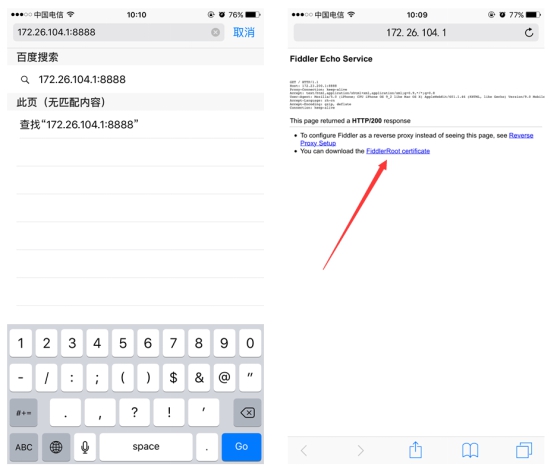 中国电信 10:10 76%
172.26.104.1:8888 取消
百度搜索
172.26.104.1:8888
此页（无匹配内容）
查找“172.26.104.1:8888”
1 2 3 4 5 6 7 8 9 0
- / : ; ( ) $ & @ "
#+= . , ? ! ' 
ABC space . Go
中国电信 10:09 77%
172.26.104.1
Fiddler Echo Service
GET / HTTP/1.1
This page returned a HTTP/200 response
To configure Fiddler as a reverse proxy instead of seeing this page, see Reverse
Proxy Setup
You can download the FiddlerRoot certificate